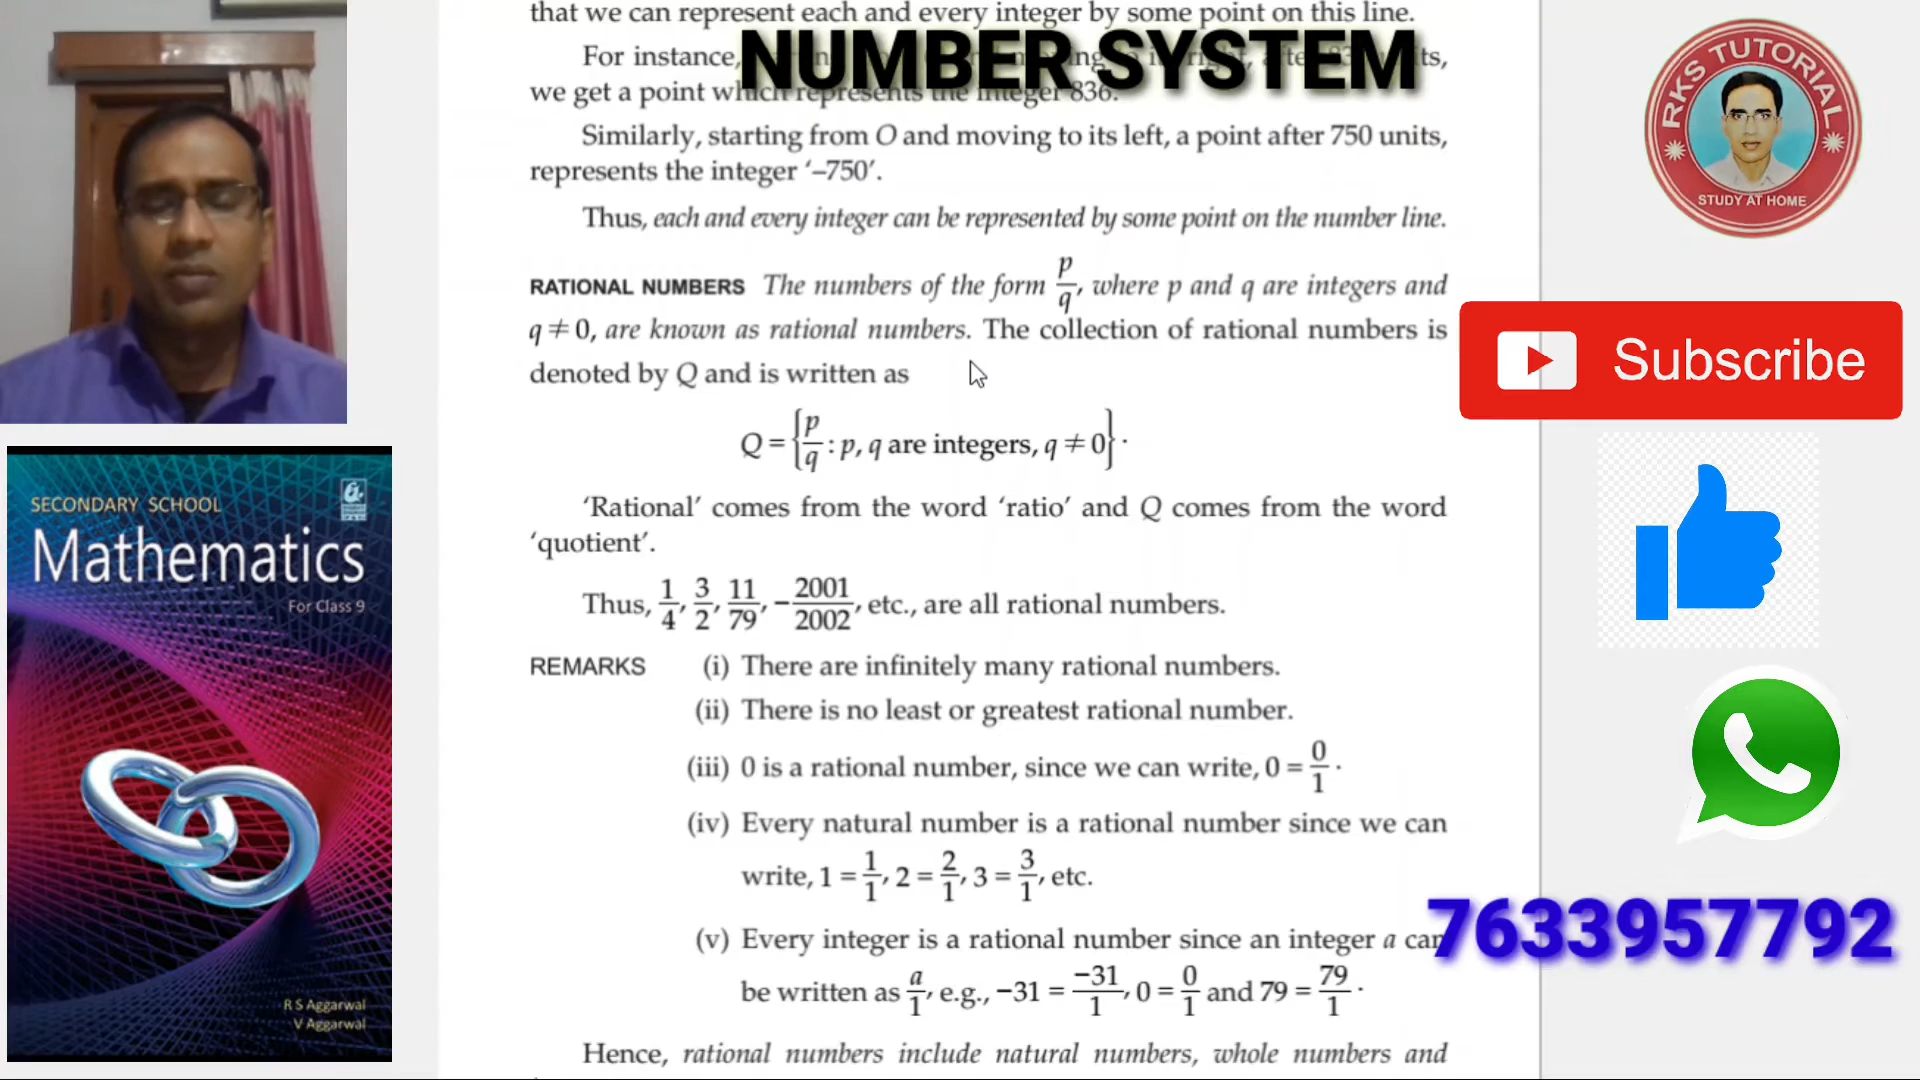 that we can represent each and every integer by some point on this line.
NUMBER SYSTEM
For instance,
we get a point which represents the integer 836.
Similarly, starting from O and moving to its left, a point after 750 units,
represents the integer ‘–750’.
Thus, each and every integer can be represented by some point on the number line.
RATIONAL NUMBERS The numbers of the form p/q, where p and q are integers and
q ≠ 0, are known as rational numbers. The collection of rational numbers is
denoted by Q and is written as
Q = {p/q : p, q are integers, q ≠ 0}.
‘Rational’ comes from the word ‘ratio’ and Q comes from the word
‘quotient’.
Thus, 1/4, 3/2, 11/79, –2001/2002, etc., are all rational numbers.
REMARKS (i) There are infinitely many rational numbers.
(ii) There is no least or greatest rational number.
(iii) 0 is a rational number, since we can write, 0 = 0/1.
(iv) Every natural number is a rational number since we can
write, 1 = 1/1, 2 = 2/1, 3 = 3/1, etc.
(v) Every integer is a rational number since an integer a can
be written as a/1, e.g., –31 = –31/1, 0 = 0/1 and 79 = 79/1.
Hence, rational numbers include natural numbers, whole numbers and
SECONDARY SCHOOL
Mathematics
For Class 9
R S Aggarwal
V Aggarwal
RKS TUTORIAL
STUDY AT HOME
Subscribe
7633957792